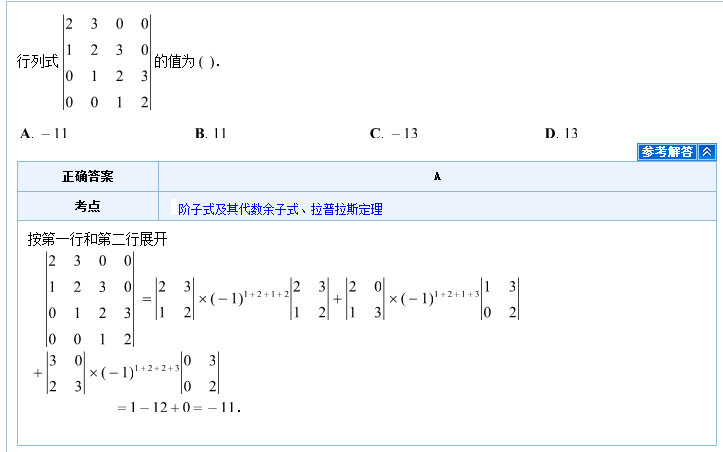 行列式 |2 3 0 0|
|1 2 3 0|
|0 1 2 3|
|0 0 1 2| 的值为 ( ).
A. －11 B. 11 C. －13 D. 13
参考解答
正确答案 A
考点 阶子式及其代数余子式、拉普拉斯定理
按第一行和第二行展开
|2 3 0 0|
|1 2 3 0|
|0 1 2 3|
|0 0 1 2| = |2 3; 1 2| × (－1)^{1+2+1+2} |2 3; 1 2| + |2 0; 1 3| × (－1)^{1+2+1+3} |1 3; 0 2|
+ |3 0; 2 3| × (－1)^{1+2+2+3} |0 3; 0 2|
= 1－12＋0＝－11.